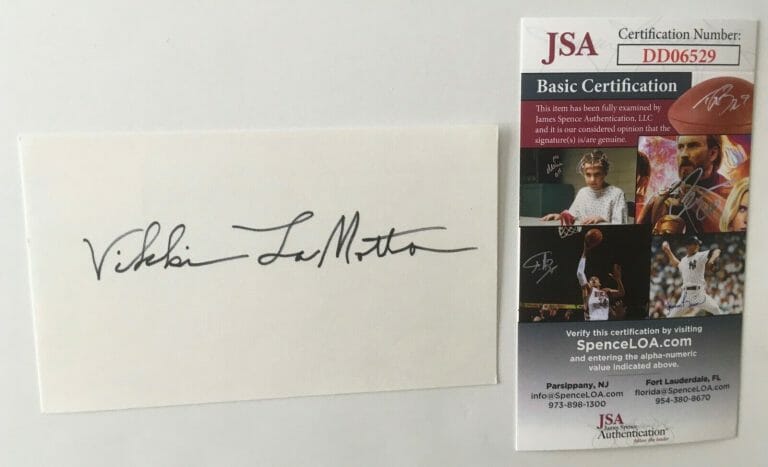 Vikki LaMotta
JSA
Certification Number:
DD06529
Basic Certification
This item has been fully examined by
James Spence Authentication, LLC
and it is our considered opinion that the
signature(s) is/are genuine.
Verify this certification by visiting
SpenceLOA.com
and entering the alpha-numeric
value indicated above.
Parsippany, NJ
info@SpenceLOA.com
973-898-1300
Fort Lauderdale, FL
florida@SpenceLOA.com
954-380-8670
JSA
James Spence
Authentication